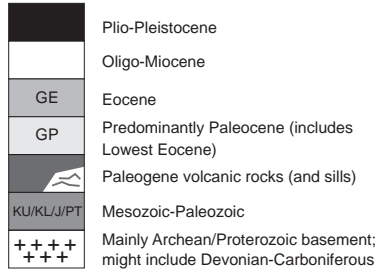 Plio-Pleistocene
Oligo-Miocene
GE Eocene
GP Predominantly Paleocene (includes
Lowest Eocene)
Paleogene volcanic rocks (and sills)
KU/KL/J/PT Mesozoic-Paleozoic
Mainly Archean/Proterozoic basement;
might include Devonian-Carboniferous